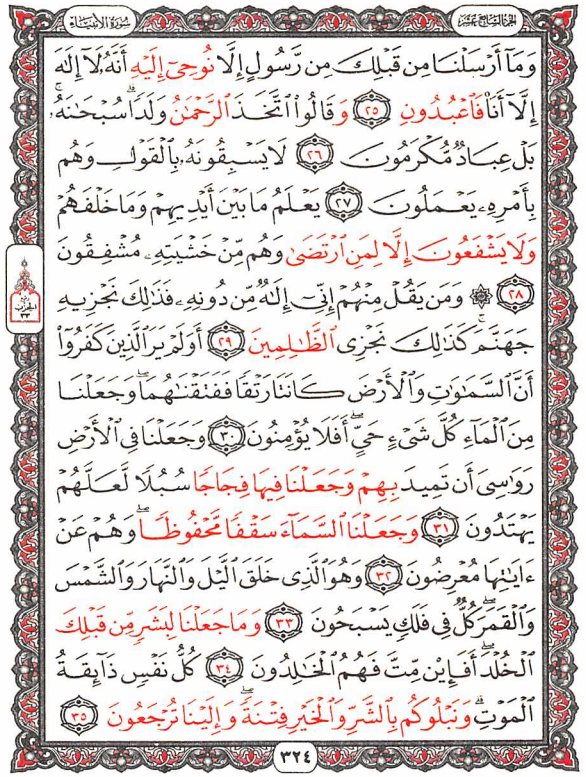 الجزء السابع عشر
سورة الأنبياء
وَمَآ أَرْسَلْنَا مِن قَبْلِكَ مِن رَّسُولٍ إِلَّا نُوحِىٓ إِلَيْهِ أَنَّهُۥ لَآ إِلَٰهَ
إِلَّآ أَنَا۠ فَٱعْبُدُونِ ٢٥ وَقَالُوا۟ ٱتَّخَذَ ٱلرَّحْمَٰنُ وَلَدًا ۗ سُبْحَٰنَهُۥ ۚ
بَلْ عِبَادٌ مُّكْرَمُونَ ٢٦ لَا يَسْبِقُونَهُۥ بِٱلْقَوْلِ وَهُم
بِأَمْرِهِۦ يَعْمَلُونَ ٢٧ يَعْلَمُ مَا بَيْنَ أَيْدِيهِمْ وَمَا خَلْفَهُمْ
وَلَا يَشْفَعُونَ إِلَّا لِمَنِ ٱرْتَضَىٰ وَهُم مِّنْ خَشْيَتِهِۦ مُشْفِقُونَ
٢٨ ۞ وَمَن يَقُلْ مِنْهُمْ إِنِّىٓ إِلَٰهٌ مِّن دُونِهِۦ فَذَٰلِكَ نَجْزِيهِ
جَهَنَّمَ ۚ كَذَٰلِكَ نَجْزِى ٱلظَّٰلِمِينَ ٢٩ أَوَلَمْ يَرَ ٱلَّذِينَ كَفَرُوٓا۟
أَنَّ ٱلسَّمَٰوَٰتِ وَٱلْأَرْضَ كَانَتَا رَتْقًا فَفَتَقْنَٰهُمَا ۖ وَجَعَلْنَا
مِنَ ٱلْمَآءِ كُلَّ شَىْءٍ حَىٍّ ۖ أَفَلَا يُؤْمِنُونَ ٣٠ وَجَعَلْنَا فِى ٱلْأَرْضِ
رَوَٰسِىَ أَن تَمِيدَ بِهِمْ وَجَعَلْنَا فِيهَا فِجَاجًا سُبُلًا لَّعَلَّهُمْ
يَهْتَدُونَ ٣١ وَجَعَلْنَا ٱلسَّمَآءَ سَقْفًا مَّحْفُوظًا ۖ وَهُمْ عَنْ
ءَايَٰتِهَا مُعْرِضُونَ ٣٢ وَهُوَ ٱلَّذِى خَلَقَ ٱلَّيْلَ وَٱلنَّهَارَ وَٱلشَّمْسَ
وَٱلْقَمَرَ ۖ كُلٌّ فِى فَلَكٍ يَسْبَحُونَ ٣٣ وَمَا جَعَلْنَا لِبَشَرٍ مِّن قَبْلِكَ
ٱلْخُلْدَ ۖ أَفَإِي۟ن مِّتَّ فَهُمُ ٱلْخَٰلِدُونَ ٣٤ كُلُّ نَفْسٍ ذَآئِقَةُ
ٱلْمَوْتِ ۗ وَنَبْلُوكُم بِٱلشَّرِّ وَٱلْخَيْرِ فِتْنَةً ۖ وَإِلَيْنَا تُرْجَعُونَ ٣٥
الحزب
٣٣
٣٢٤